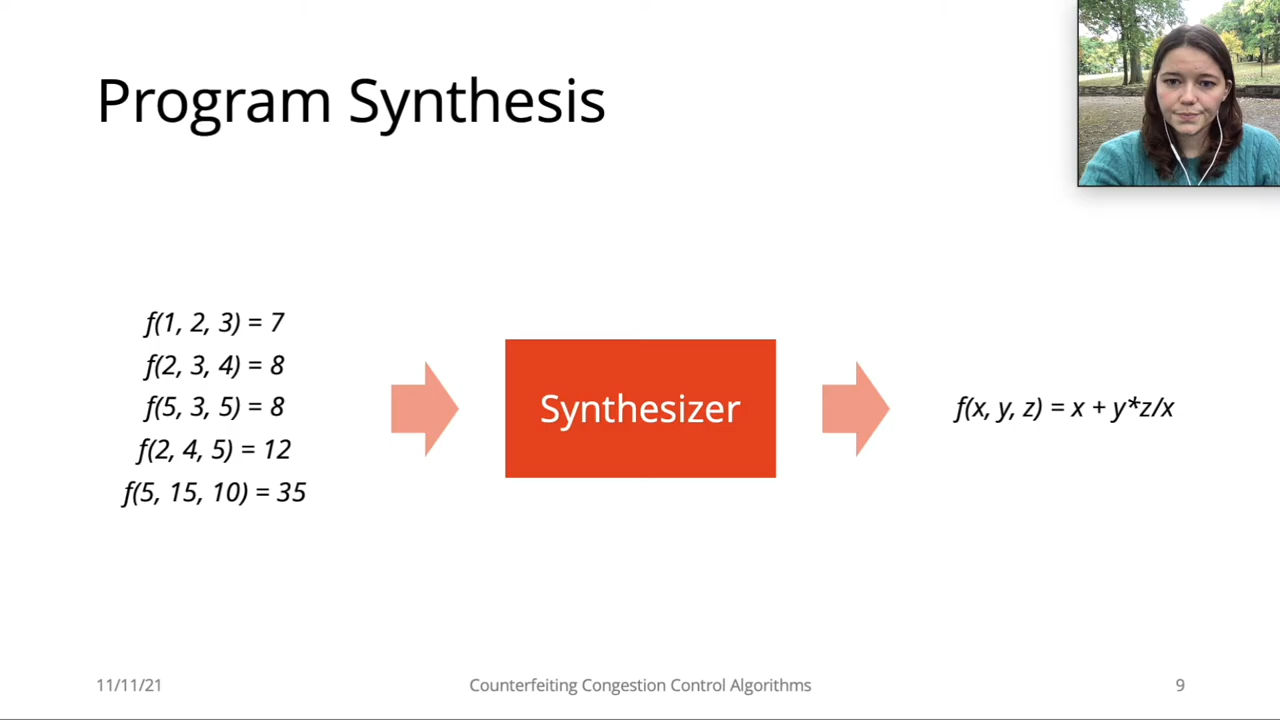 Program Synthesis
f(1, 2, 3) = 7
f(2, 3, 4) = 8
f(5, 3, 5) = 8
f(2, 4, 5) = 12
f(5, 15, 10) = 35
Synthesizer
f(x, y, z) = x + y*z/x
11/11/21
Counterfeiting Congestion Control Algorithms
9